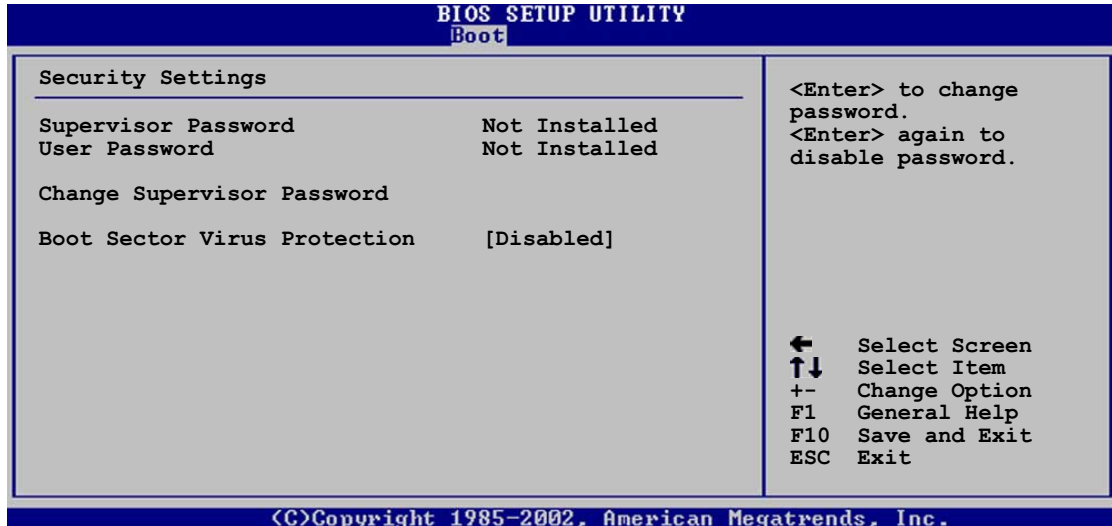 BIOS SETUP UTILITY
Boot
Security Settings
Supervisor Password Not Installed
User Password Not Installed
Change Supervisor Password
Boot Sector Virus Protection [Disabled]
<Enter> to change
password.
<Enter> again to
disable password.
← Select Screen
↑↓ Select Item
+- Change Option
F1 General Help
F10 Save and Exit
ESC Exit
(C)Copyright 1985-2002, American Megatrends, Inc.